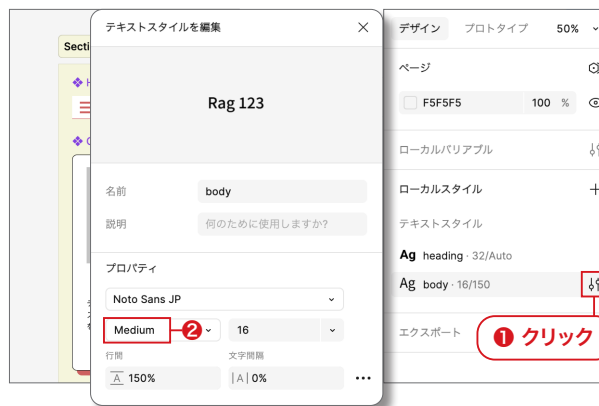 テキストスタイルを編集
Rag 123
名前 body
説明 何のために使用しますか?
プロパティ
Noto Sans JP
Medium ❷ 16
行間 文字間隔
A 150% |A| 0%
Secti
デザイン プロトタイプ 50%
ページ
F5F5F5 100 %
ローカルバリアブル
ローカルスタイル
テキストスタイル
Ag heading · 32/Auto
Ag body · 16/150
エクスポート
❶ クリック